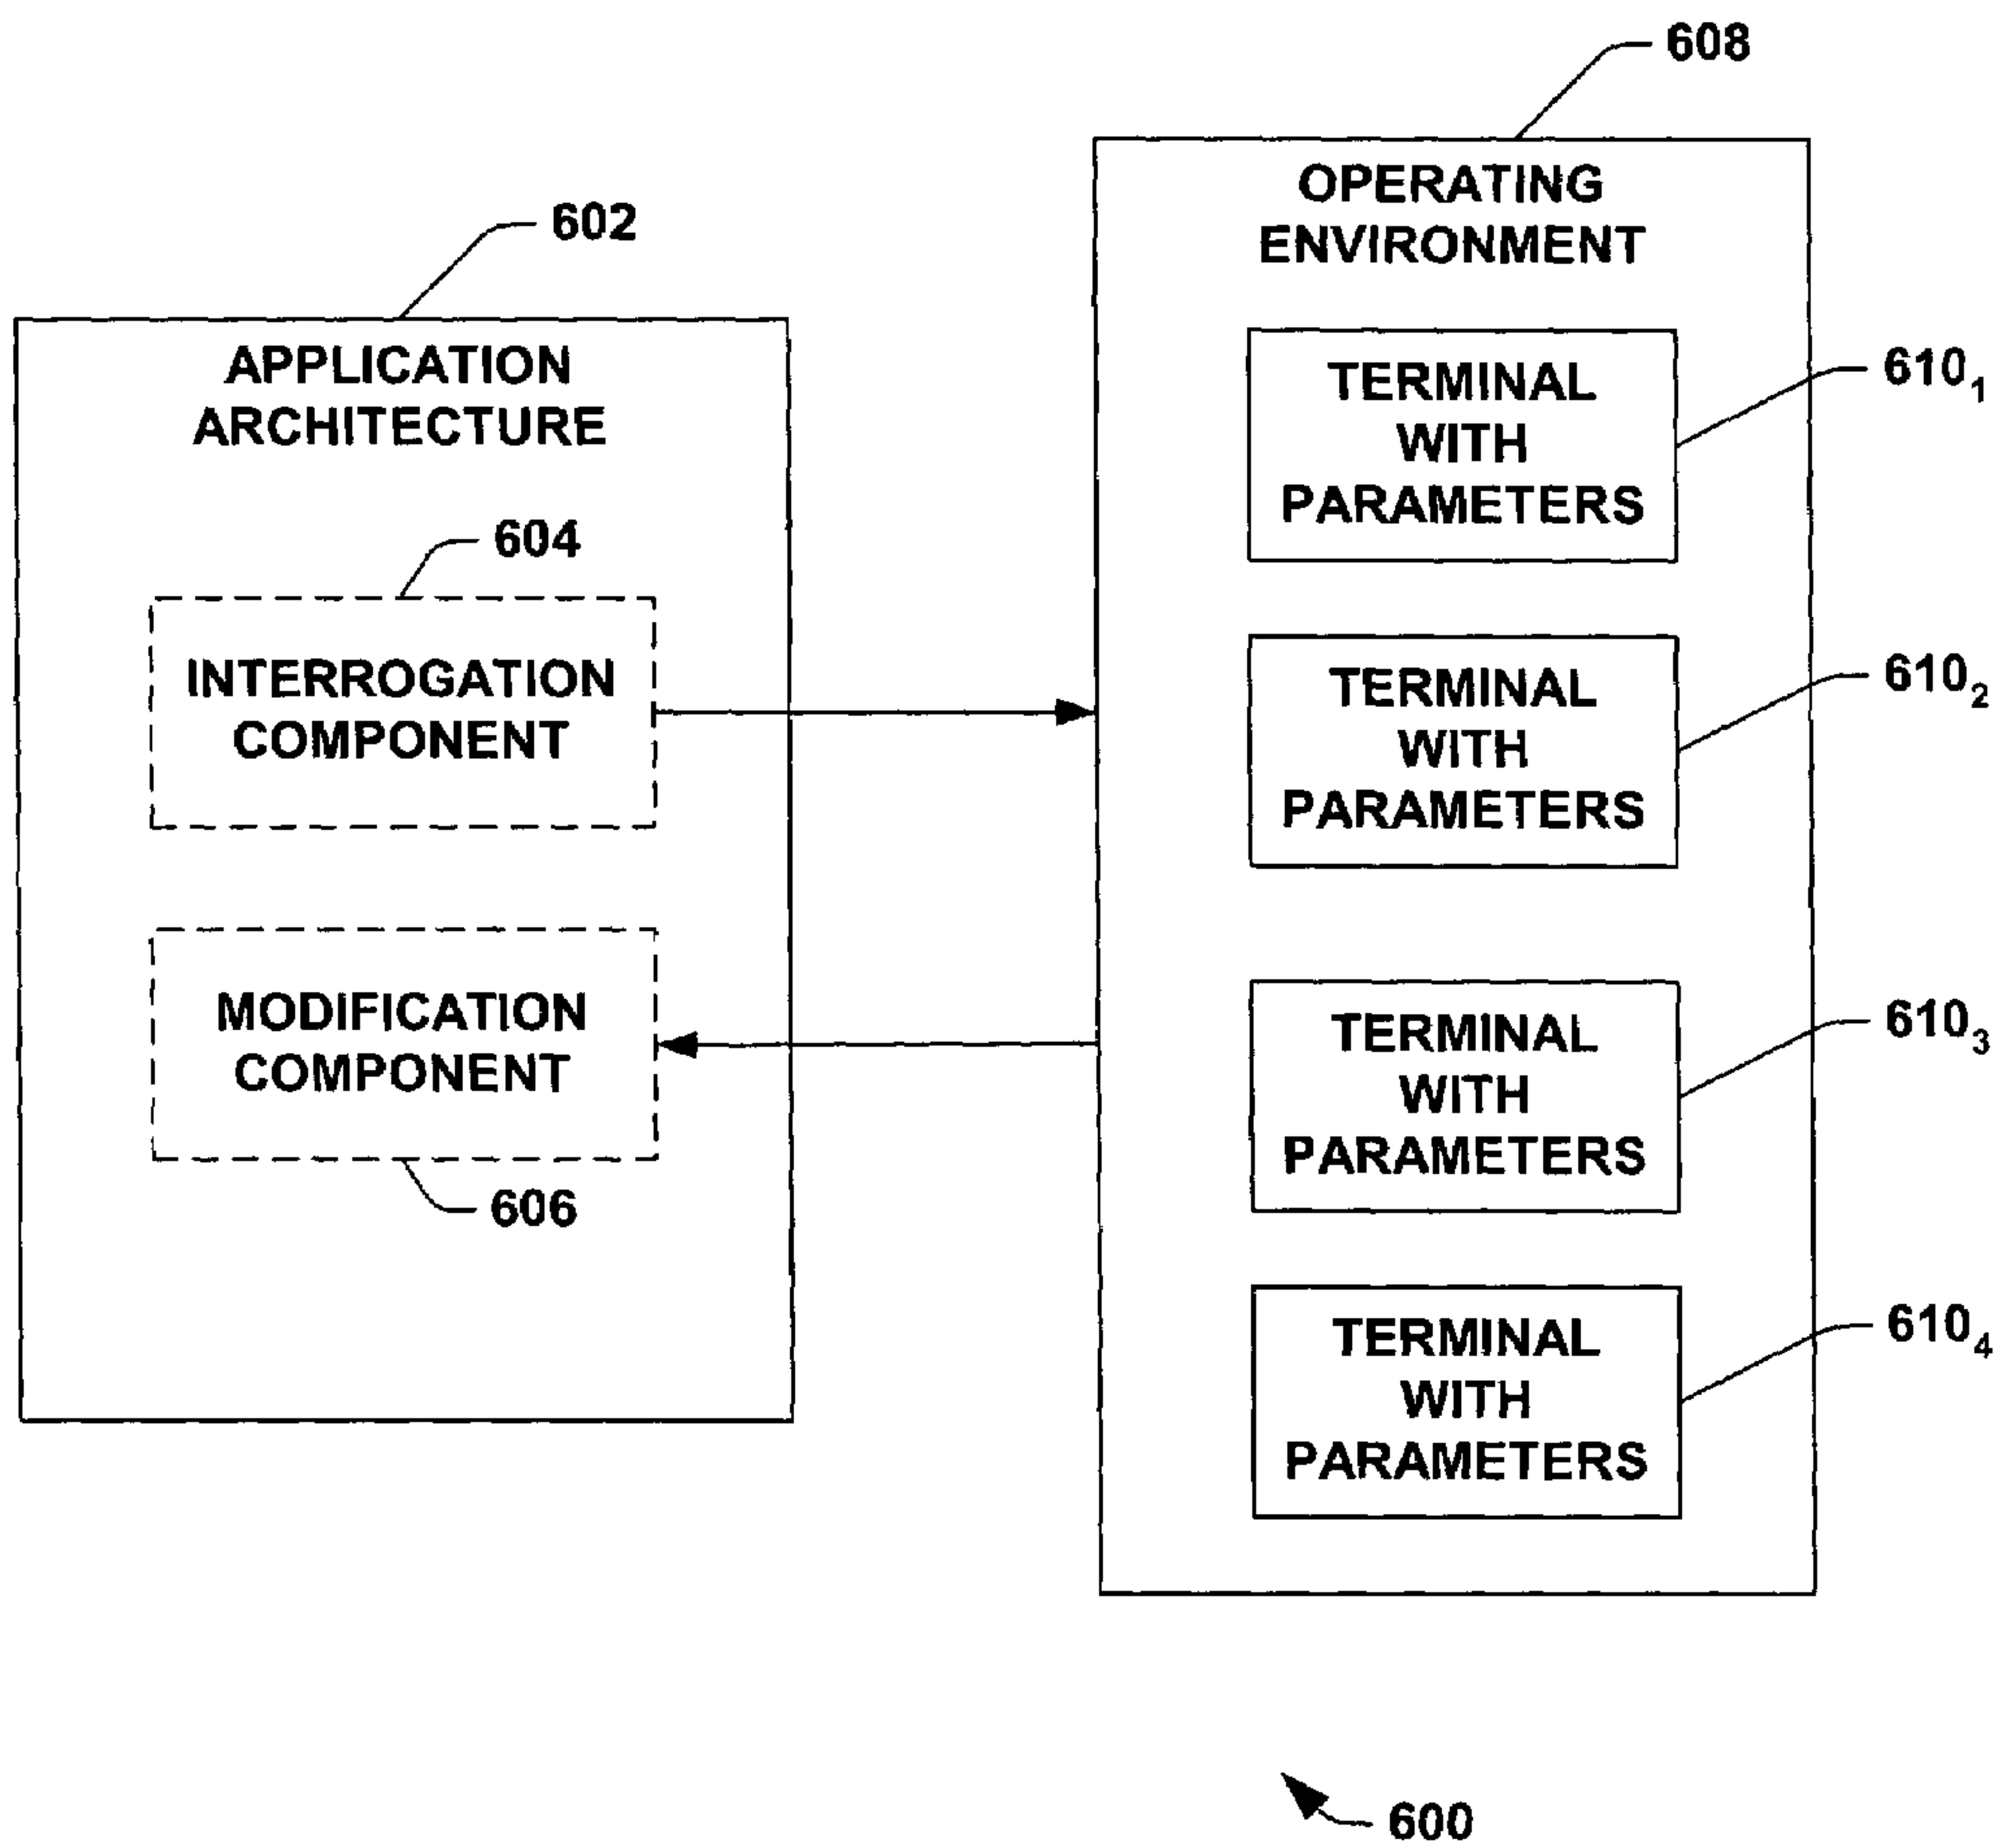 608
OPERATING
ENVIRONMENT
602
APPLICATION
ARCHITECTURE
604
INTERROGATION
COMPONENT
MODIFICATION
COMPONENT
606
TERMINAL
WITH
PARAMETERS
610₁
TERMINAL
WITH
PARAMETERS
610₂
TERMINAL
WITH
PARAMETERS
610₃
TERMINAL
WITH
PARAMETERS
610₄
600